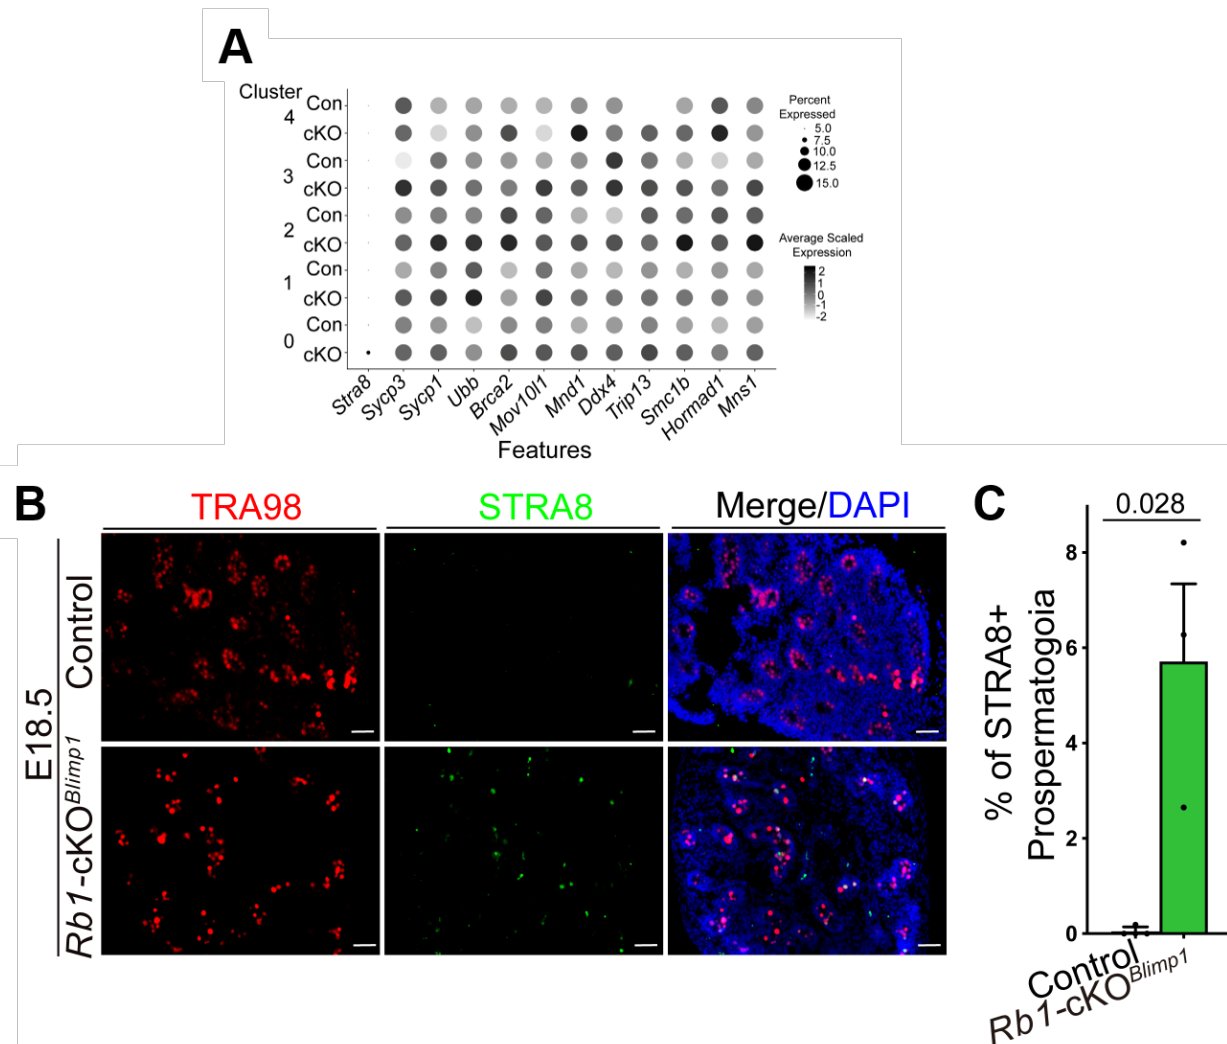 A
Cluster
4
Con
cKO
3
Con
cKO
2
Con
cKO
1
Con
cKO
0
Con
cKO
Stra8
Sycp3
Sycp1
Ubb
Brca2
Mov10l1
Mnd1
Ddx4
Trip13
Smc1b
Hormad1
Mns1
Features
Percent
Expressed
5.0
7.5
10.0
12.5
15.0
Average Scaled
Expression
2
1
0
-1
-2
B
TRA98
STRA8
Merge/DAPI
E18.5
Control
Rb1-cKOBlimp1
C
0.028
% of STRA8+
Prospermatogoia
8
6
4
2
0
Control
Rb1-cKOBlimp1